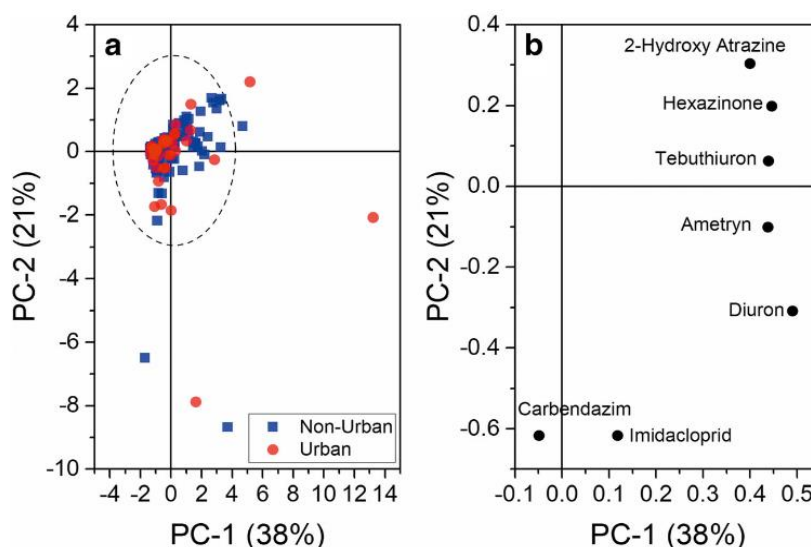 a
4
2
0
-2
-4
-6
-8
-10
PC-2 (21%)
-4 -2 0 2 4 6 8 10 12 14
PC-1 (38%)
Non-Urban
Urban
b
0.4
0.2
0.0
-0.2
-0.4
-0.6
PC-2 (21%)
2-Hydroxy Atrazine
Hexazinone
Tebuthiuron
Ametryn
Diuron
Carbendazim
Imidacloprid
-0.1 0.0 0.1 0.2 0.3 0.4 0.5
PC-1 (38%)